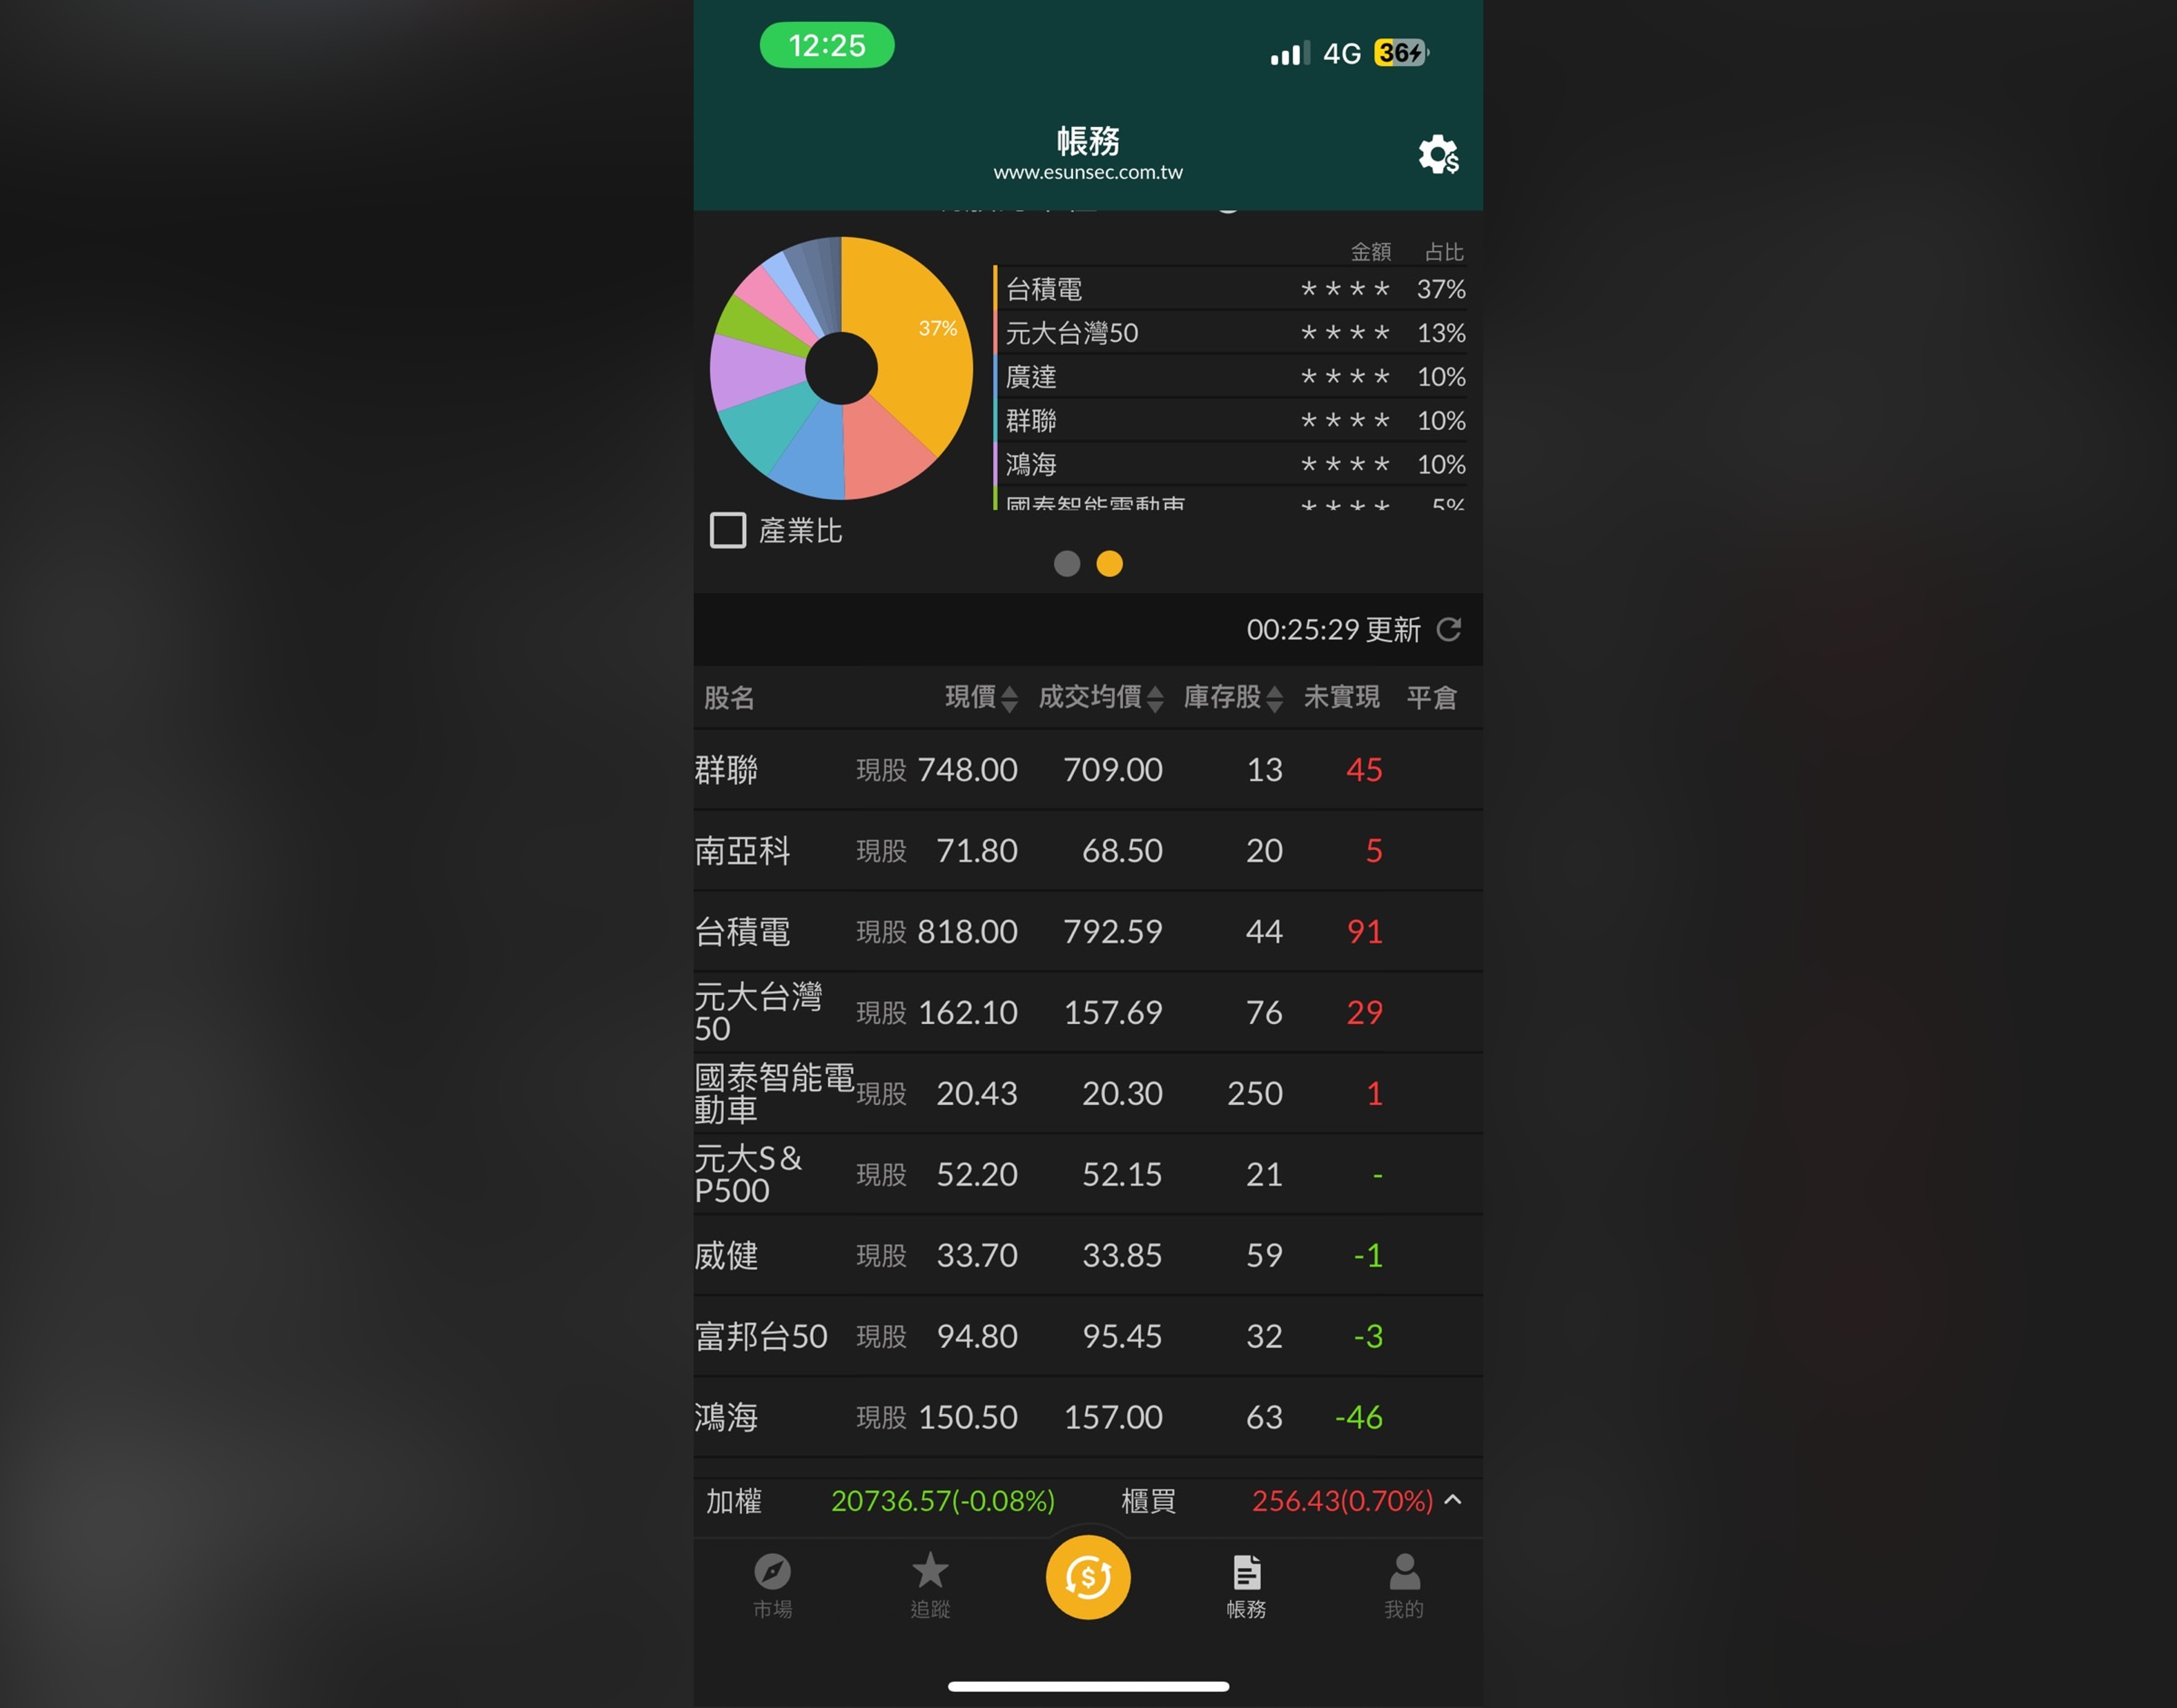 12:25
4G 36
帳務
www.esunsec.com.tw
金額 占比
37%
台積電 **** 37%
元大台灣50 **** 13%
廣達 **** 10%
群聯 **** 10%
鴻海 **** 10%
國泰智能電動車 **** 5%
產業比
00:25:29 更新
股名 現價 成交均價 庫存股 未實現 平倉
群聯 現股 748.00 709.00 13 45
南亞科 現股 71.80 68.50 20 5
台積電 現股 818.00 792.59 44 91
元大台灣
50 現股 162.10 157.69 76 29
國泰智能電
動車 現股 20.43 20.30 250 1
元大S&
P500 現股 52.20 52.15 21 -
威健 現股 33.70 33.85 59 -1
富邦台50 現股 94.80 95.45 32 -3
鴻海 現股 150.50 157.00 63 -46
加權 20736.57(-0.08%) 櫃買 256.43(0.70%)
市場 追蹤 帳務 我的